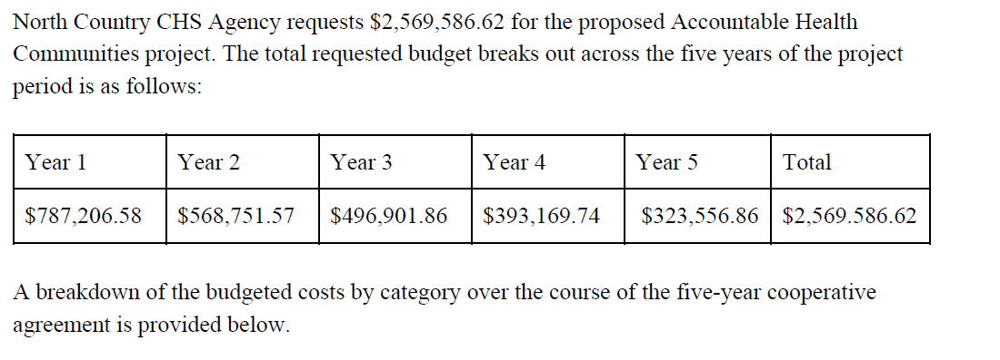 North Country CHS Agency requests $2,569,586.62 for the proposed Accountable Health
Communities project. The total requested budget breaks out across the five years of the project
period is as follows:
Year 1 Year 2 Year 3 Year 4 Year 5 Total
$787,206.58 $568,751.57 $496,901.86 $393,169.74 $323,556.86 $2,569.586.62
A breakdown of the budgeted costs by category over the course of the five-year cooperative
agreement is provided below.